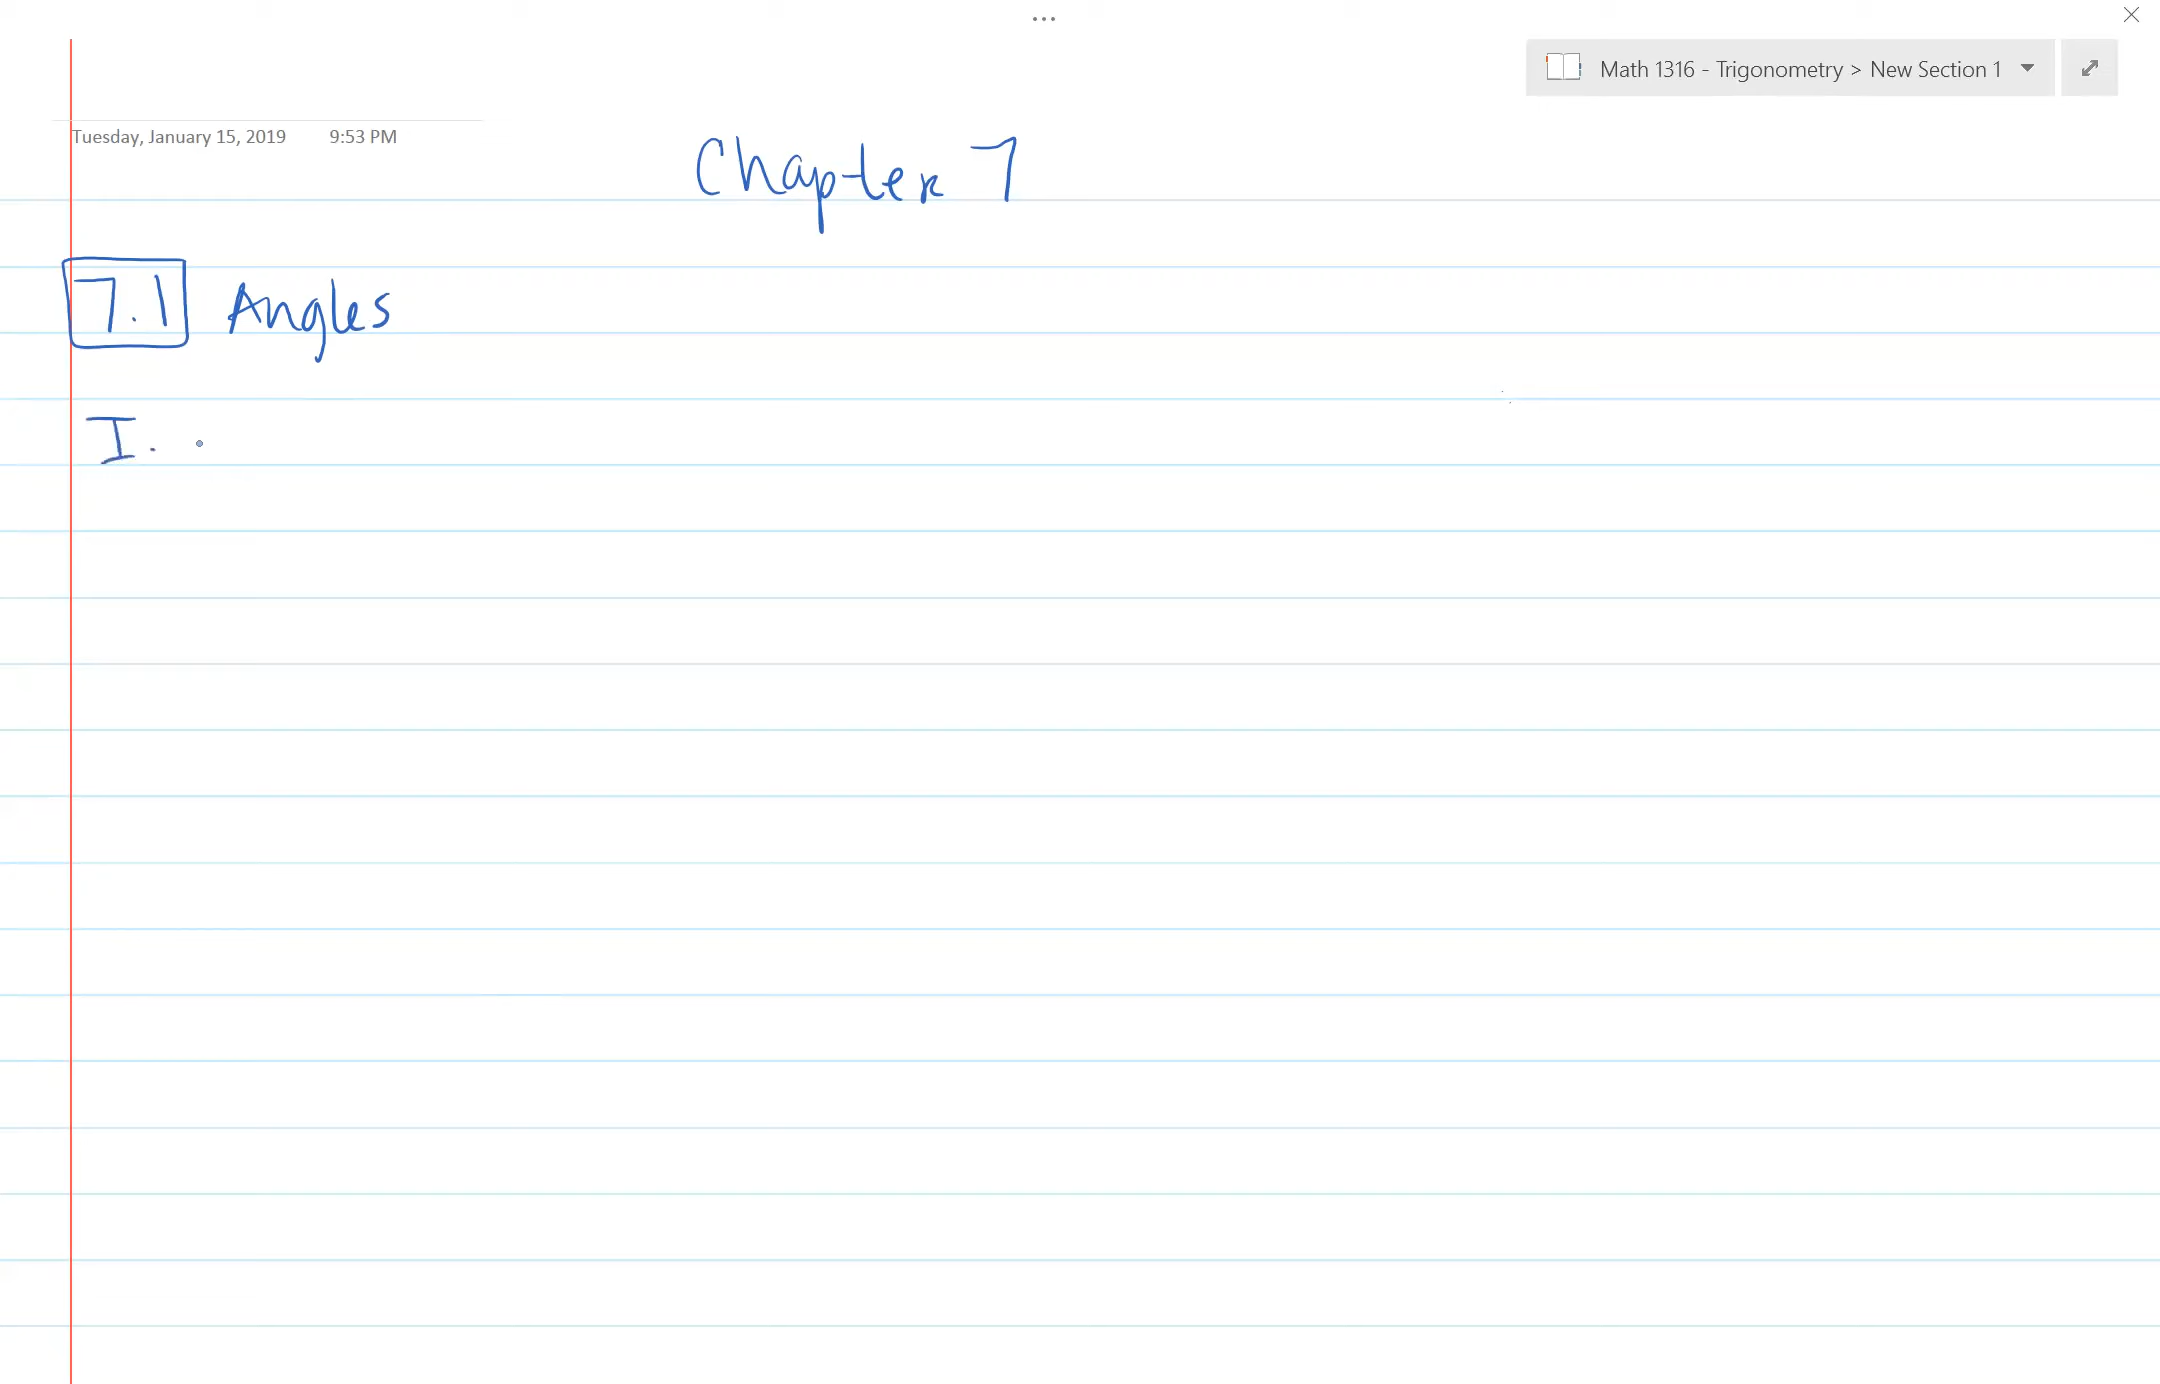 Math 1316 - Trigonometry > New Section 1
Tuesday, January 15, 2019 9:53 PM
Chapter 7
7.1 Angles
I.